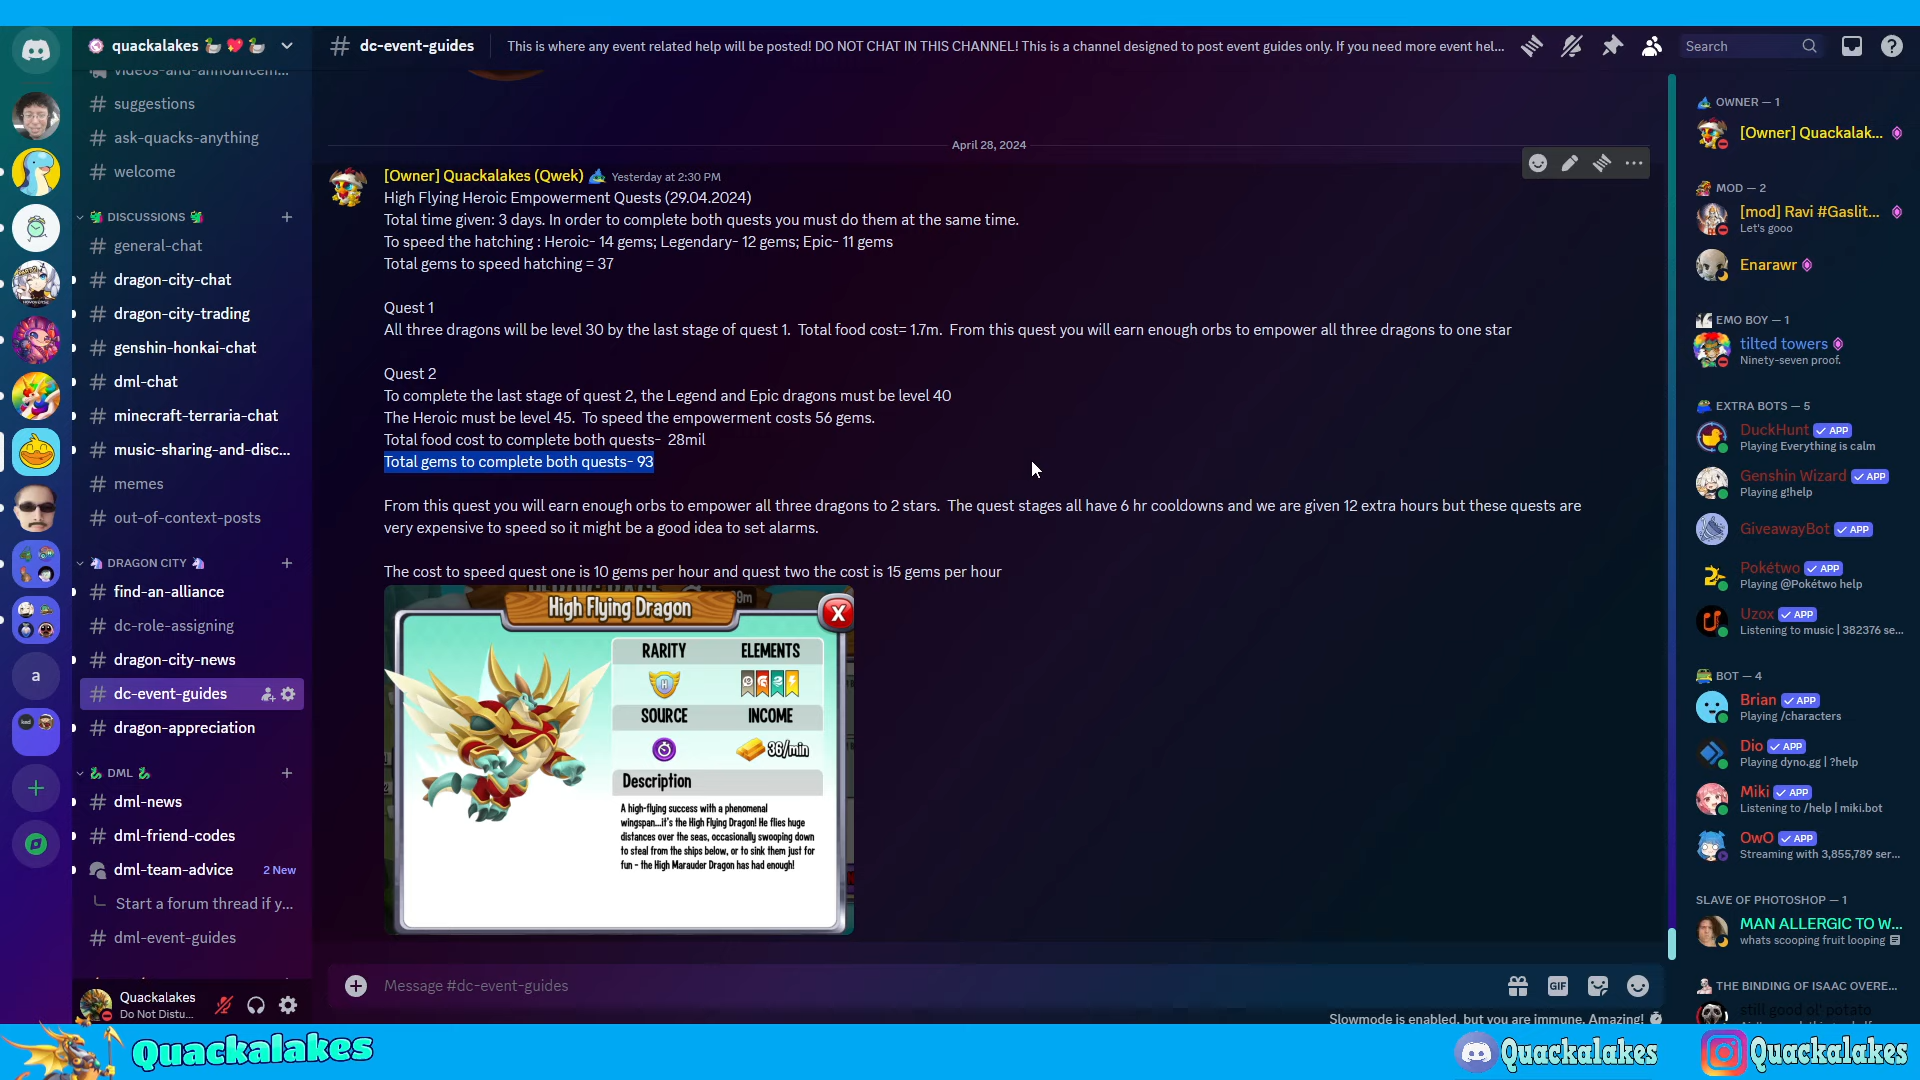 quackalakes
videos-and-announcem...
suggestions
ask-quacks-anything
welcome
DISCUSSIONS
general-chat
dragon-city-chat
dragon-city-trading
genshin-honkai-chat
dml-chat
minecraft-terraria-chat
music-sharing-and-disc...
memes
out-of-context-posts
DRAGON CITY
find-an-alliance
dc-role-assigning
dragon-city-news
dc-event-guides
dragon-appreciation
DML
dml-news
dml-friend-codes
dml-team-advice 2 New
Start a forum thread if y...
dml-event-guides
a
Quackalakes
Do Not Distu...
dc-event-guides
This is where any event related help will be posted! DO NOT CHAT IN THIS CHANNEL! This is a channel designed to post event guides only. If you need more event hel...
Search
April 28, 2024
[Owner] Quackalakes (Qwek) Yesterday at 2:30 PM
High Flying Heroic Empowerment Quests (29.04.2024)
Total time given: 3 days. In order to complete both quests you must do them at the same time.
To speed the hatching : Heroic- 14 gems; Legendary- 12 gems; Epic- 11 gems
Total gems to speed hatching = 37
Quest 1
All three dragons will be level 30 by the last stage of quest 1. Total food cost= 1.7m. From this quest you will earn enough orbs to empower all three dragons to one star
Quest 2
To complete the last stage of quest 2, the Legend and Epic dragons must be level 40
The Heroic must be level 45. To speed the empowerment costs 56 gems.
Total food cost to complete both quests- 28mil
Total gems to complete both quests- 93
From this quest you will earn enough orbs to empower all three dragons to 2 stars. The quest stages all have 6 hr cooldowns and we are given 12 extra hours but these quests are
very expensive to speed so it might be a good idea to set alarms.
The cost to speed quest one is 10 gems per hour and quest two the cost is 15 gems per hour
High Flying Dragon
X
RARITY ELEMENTS
SOURCE INCOME
36/min
Description
A high-flying success with a phenomenal
wingspan...it's the High Flying Dragon! He flies huge
distances over the seas, occasionally swooping down
to steal from the ships below, or to sink them just for
fun - the High Marauder Dragon has had enough!
Message #dc-event-guides
GIF
Slowmode is enabled, but you are immune. Amazing!
OWNER — 1
[Owner] Quackalak...
MOD — 2
[mod] Ravi #Gaslit...
Let's gooo
Enarawr
EMO BOY — 1
tilted towers
Ninety-seven proof.
EXTRA BOTS — 5
DuckHunt APP
Playing Everything is calm
Genshin Wizard APP
Playing g!help
GiveawayBot APP
Pokétwo APP
Playing @Pokétwo help
Uzox APP
Listening to music | 382376 se...
BOT — 4
Brian APP
Playing /characters
Dio APP
Playing dyno.gg | ?help
Miki APP
Listening to /help | miki.bot
OwO APP
Streaming with 3,855,789 ser...
SLAVE OF PHOTOSHOP — 1
MAN ALLERGIC TO W...
whats scooping fruit looping
THE BINDING OF ISAAC OVERE...
still good ol' potato
Quackalakes
Quackalakes
Quackalakes